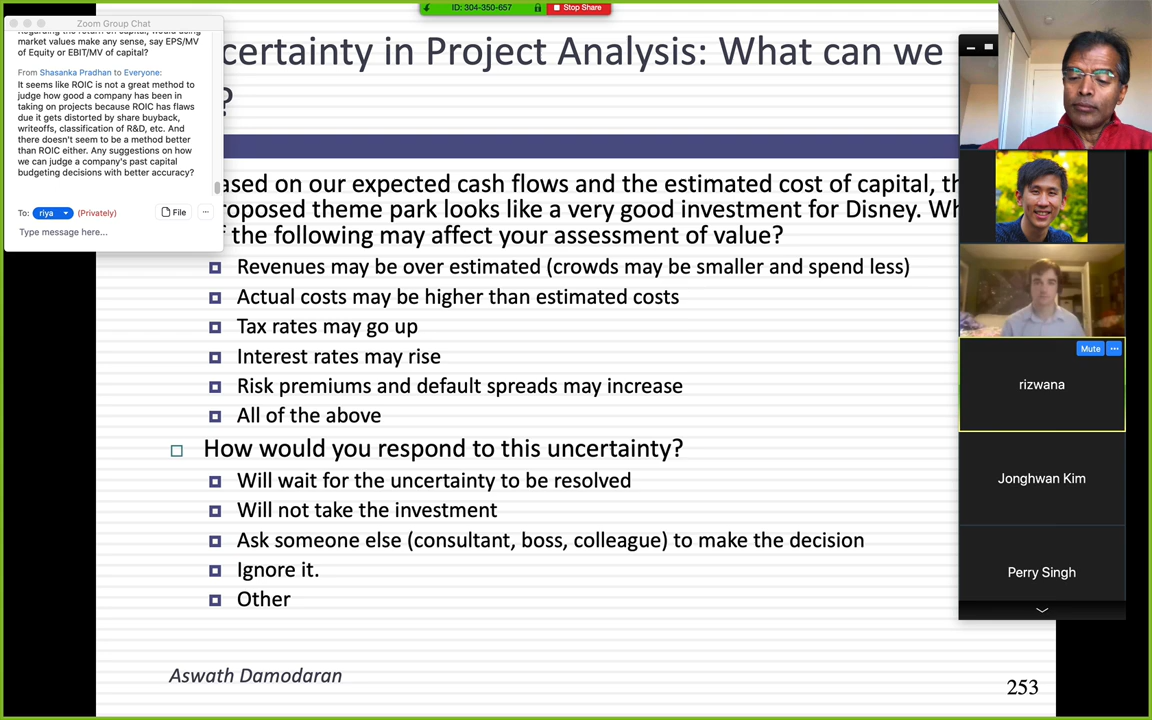 ID: 304-350-657
Stop Share
Zoom Group Chat
market values make any sense, say EPS/MV
of Equity or EBIT/MV of capital?
From Shasanka Pradhan to Everyone:
It seems like ROIC is not a great method to
judge how good a company has been in
taking on projects because ROIC has flaws
due it gets distorted by share buyback,
writeoffs, classification of R&D, etc. And
there doesn't seem to be a method better
than ROIC either. Any suggestions on how
we can judge a company's past capital
budgeting decisions with better accuracy?
To: riya (Privately)
File
...
Type message here...
certainty in Project Analysis: What can we
?
ased on our expected cash flows and the estimated cost of capital, th
roposed theme park looks like a very good investment for Disney. Wh
f the following may affect your assessment of value?
Revenues may be over estimated (crowds may be smaller and spend less)
Actual costs may be higher than estimated costs
Tax rates may go up
Interest rates may rise
Risk premiums and default spreads may increase
All of the above
How would you respond to this uncertainty?
Will wait for the uncertainty to be resolved
Will not take the investment
Ask someone else (consultant, boss, colleague) to make the decision
Ignore it.
Other
Aswath Damodaran
253
Mute
...
rizwana
Jonghwan Kim
Perry Singh